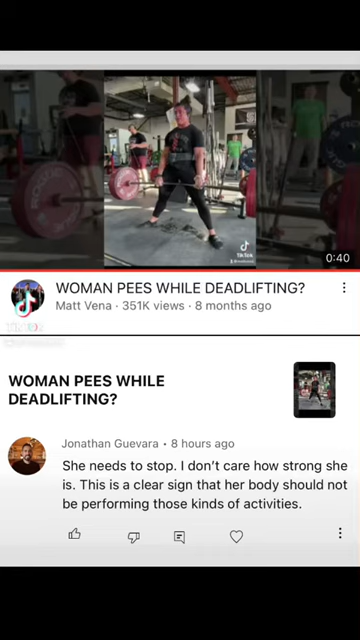 TikTok
0:40
WOMAN PEES WHILE DEADLIFTING?
Matt Vena · 351K views · 8 months ago
WOMAN PEES WHILE
DEADLIFTING?
Jonathan Guevara • 8 hours ago
She needs to stop. I don't care how strong she
is. This is a clear sign that her body should not
be performing those kinds of activities.